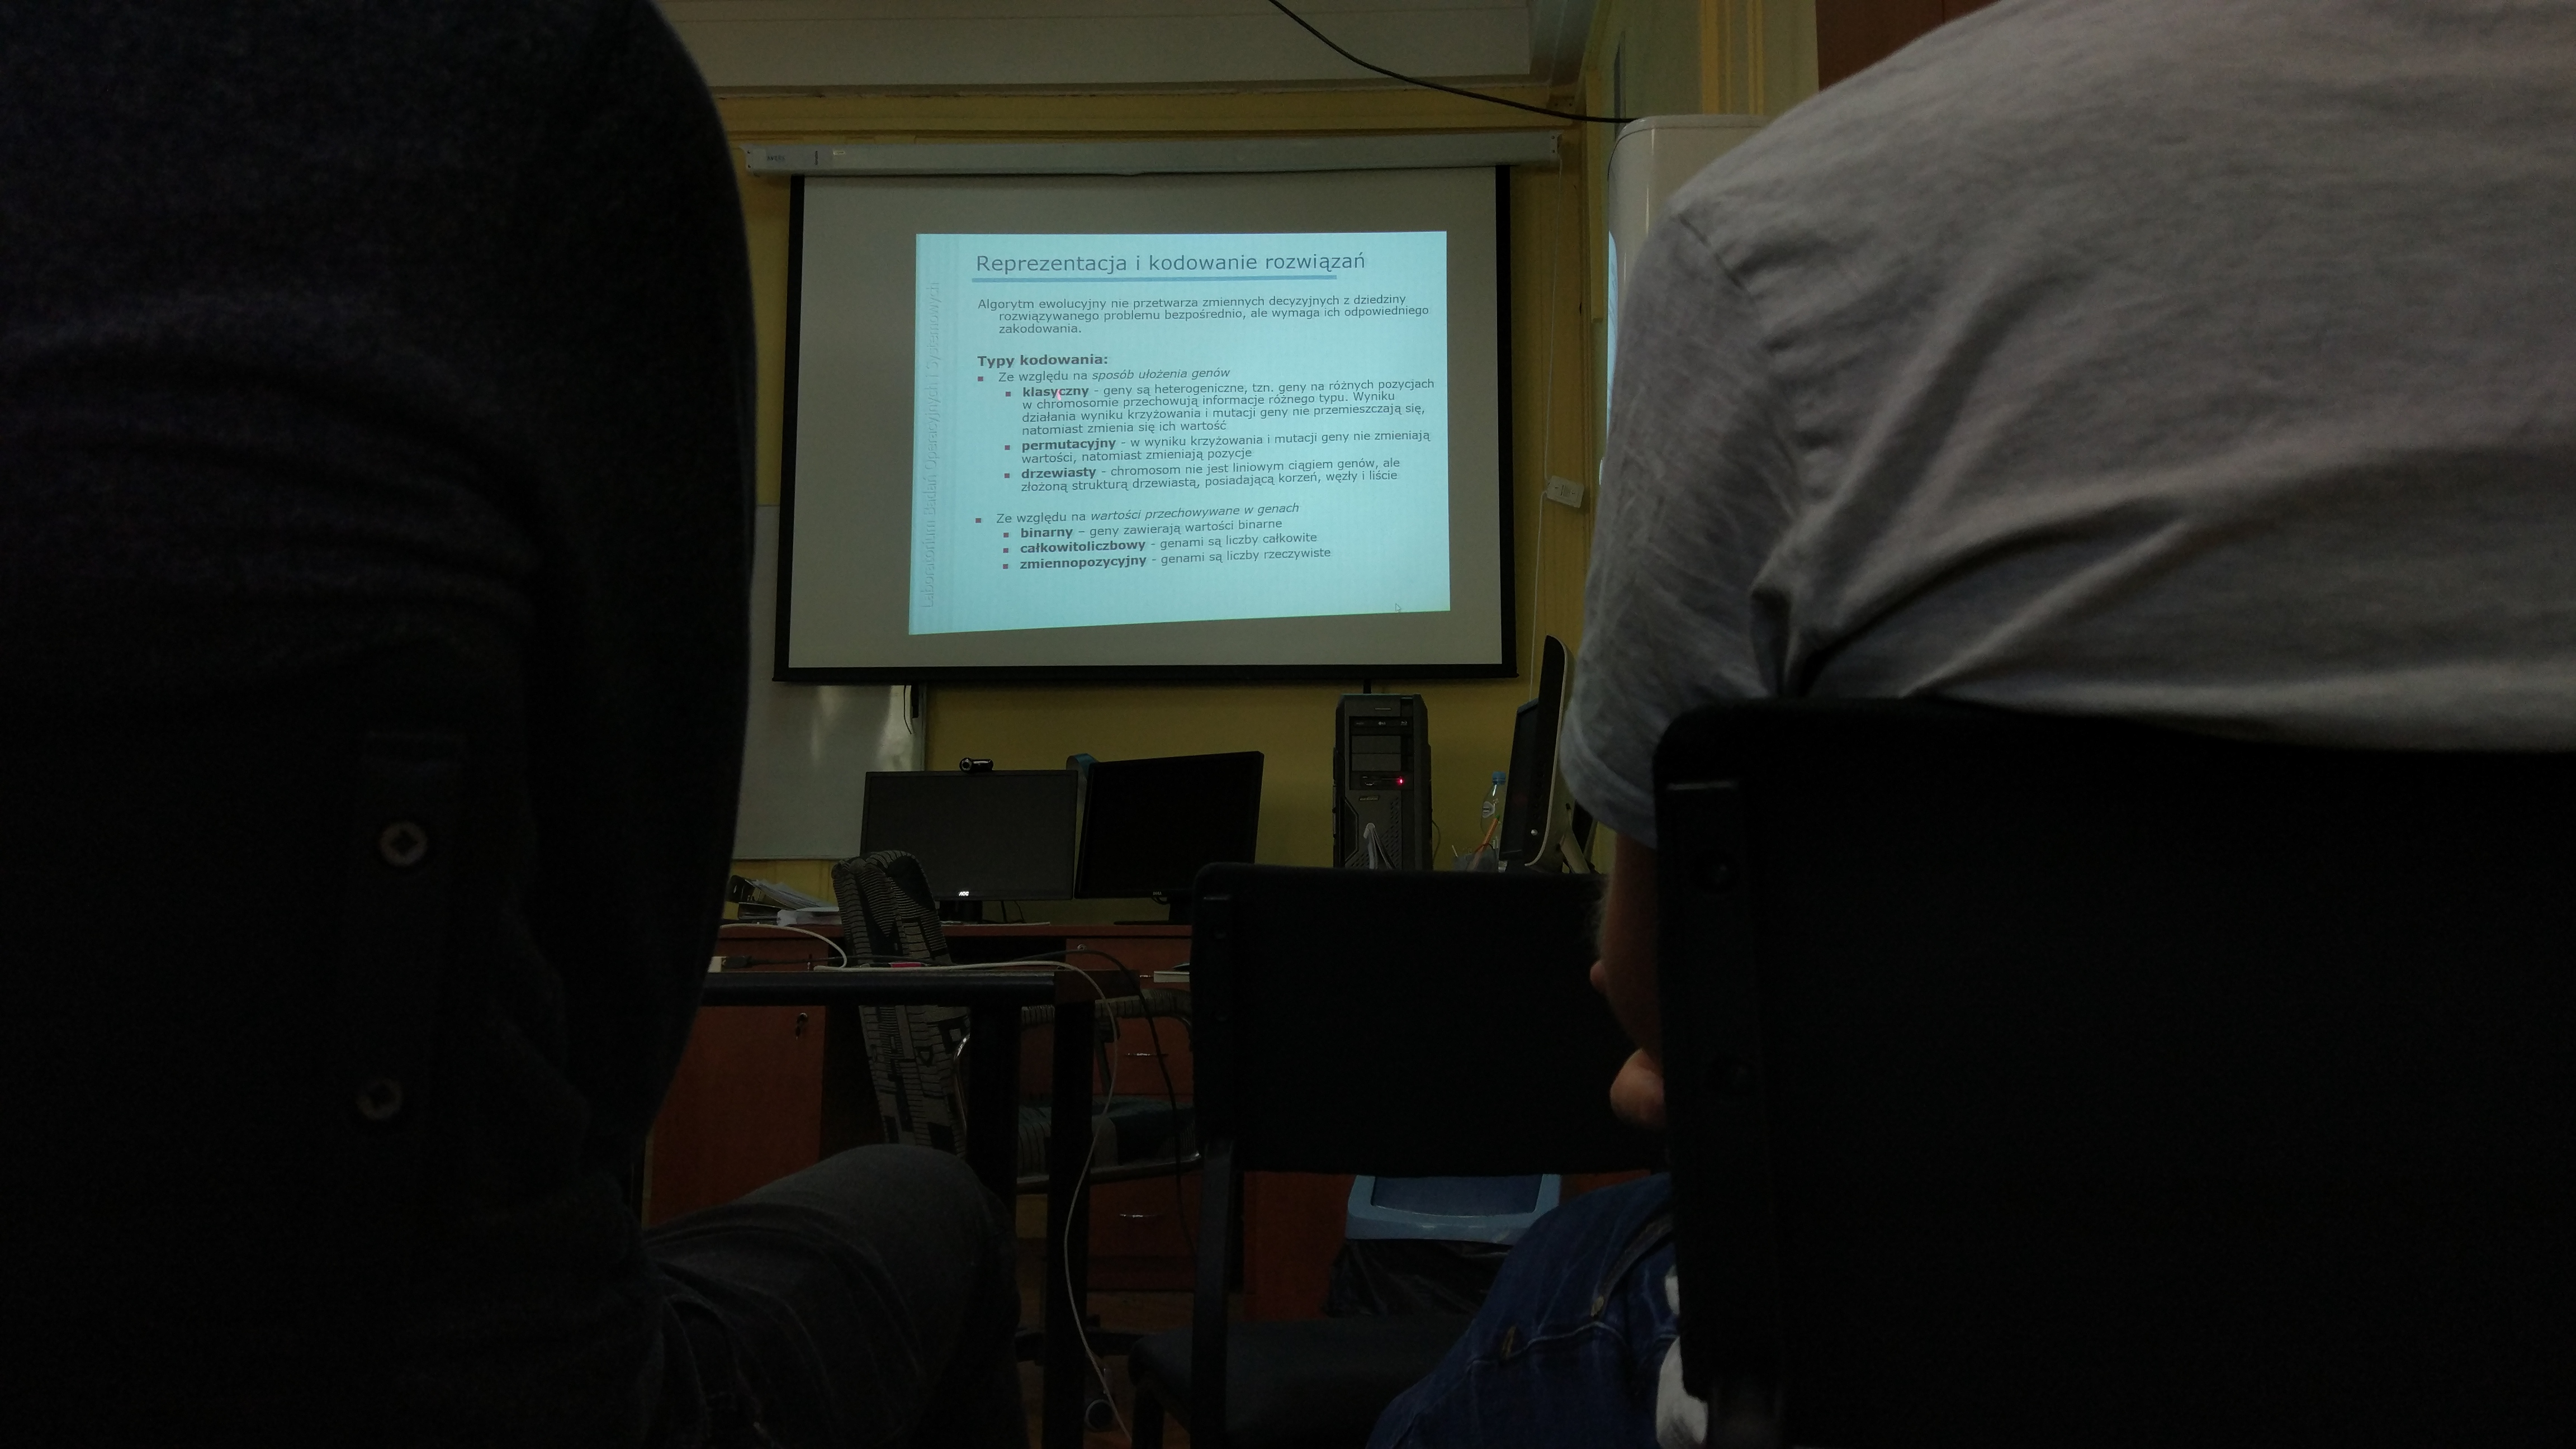 Reprezentacja i kodowanie rozwiązań
Algorytm ewolucyjny nie przetwarza zmiennych decyzyjnych z dziedziny
rozwiązywanego problemu bezpośrednio, ale wymaga ich odpowiedniego
zakodowania.
Typy kodowania:
Ze względu na sposób ułożenia genów
klasyczny - geny są heterogeniczne, tzn. geny na różnych pozycjach
w chromosomie przechowują informacje różnego typu. Wyniku
działania wyniku krzyżowania i mutacji geny nie przemieszczają się,
natomiast zmienia się ich wartość
permutacyjny - w wyniku krzyżowania i mutacji geny nie zmieniają
wartości, natomiast zmieniają pozycje
drzewiasty - chromosom nie jest liniowym ciągiem genów, ale
złożoną strukturą drzewiastą, posiadającą korzeń, węzły i liście
Ze względu na wartości przechowywane w genach
binarny – geny zawierają wartości binarne
całkowitoliczbowy - genami są liczby całkowite
zmiennopozycyjny - genami są liczby rzeczywiste
Laboratorium Badań Operacyjnych i Systemowych
AOC